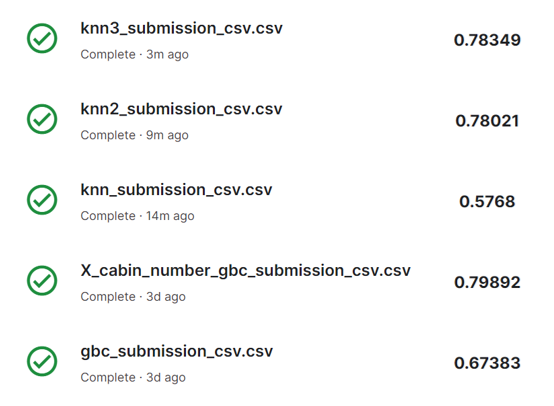 knn3_submission_csv.csv
0.78349
Complete · 3m ago
knn2_submission_csv.csv
0.78021
Complete · 9m ago
knn_submission_csv.csv
0.5768
Complete · 14m ago
X_cabin_number_gbc_submission_csv.csv
0.79892
Complete · 3d ago
gbc_submission_csv.csv
0.67383
Complete · 3d ago